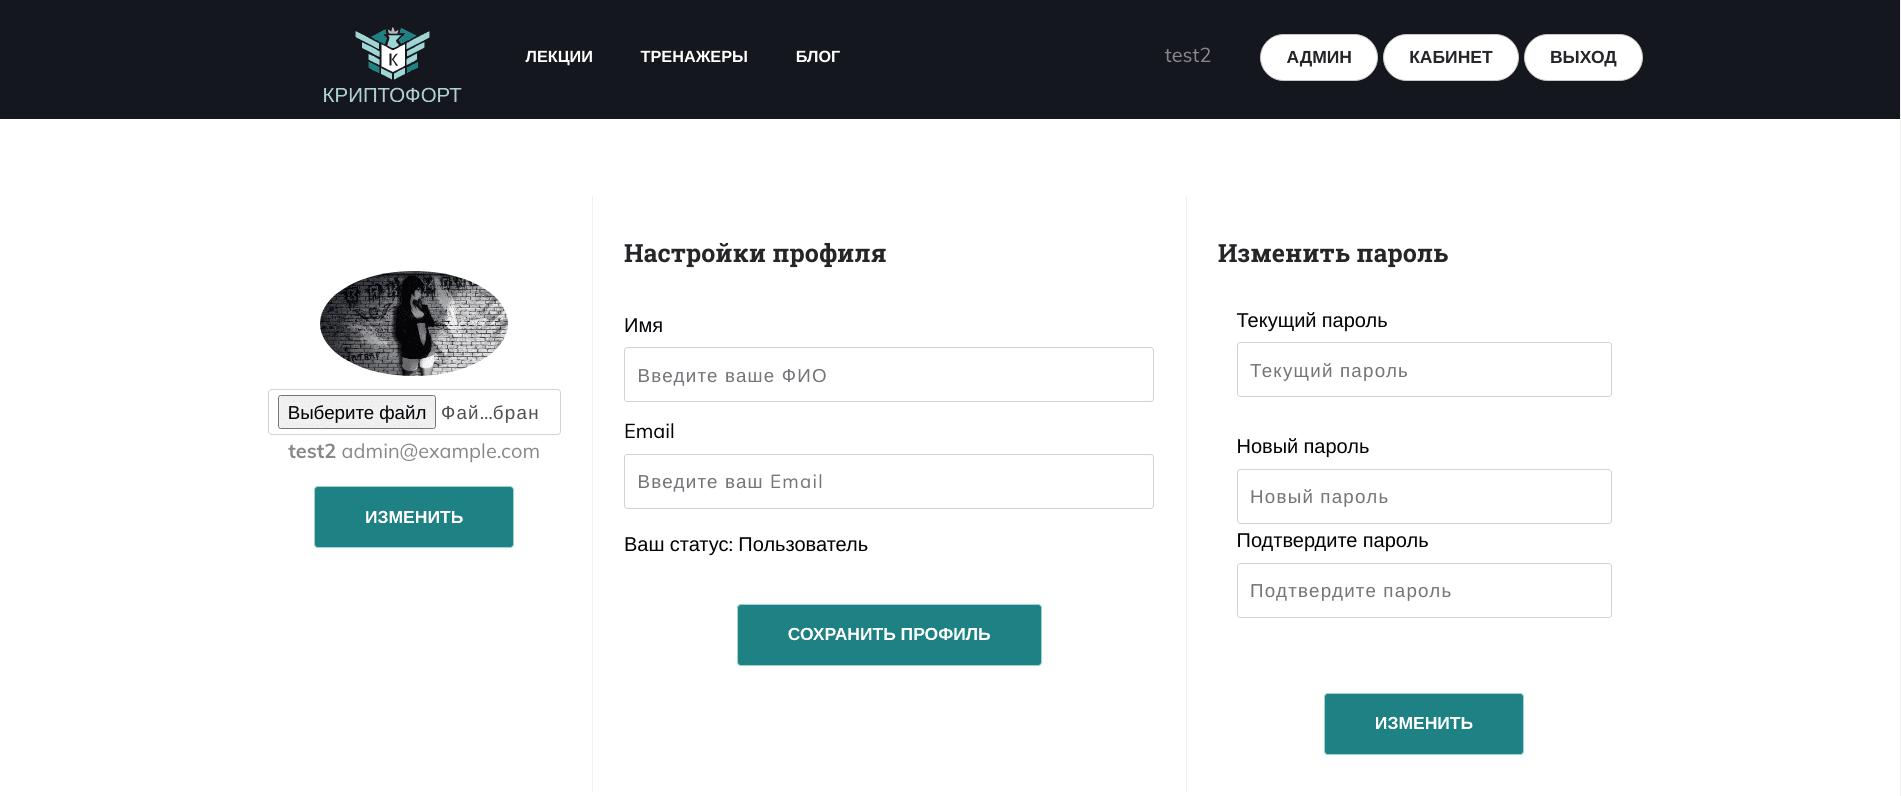 ЛЕКЦИИ ТРЕНАЖЕРЫ БЛОГ test2 АДМИН КАБИНЕТ ВЫХОД
К
КРИПТОФОРТ
Настройки профиля
Изменить пароль
Имя
Введите ваше ФИО
Email
Введите ваш Email
Ваш статус: Пользователь
СОХРАНИТЬ ПРОФИЛЬ
Текущий пароль
Текущий пароль
Новый пароль
Новый пароль
Подтвердите пароль
Подтвердите пароль
ИЗМЕНИТЬ
Выберите файл Фай...бран
test2 admin@example.com
ИЗМЕНИТЬ